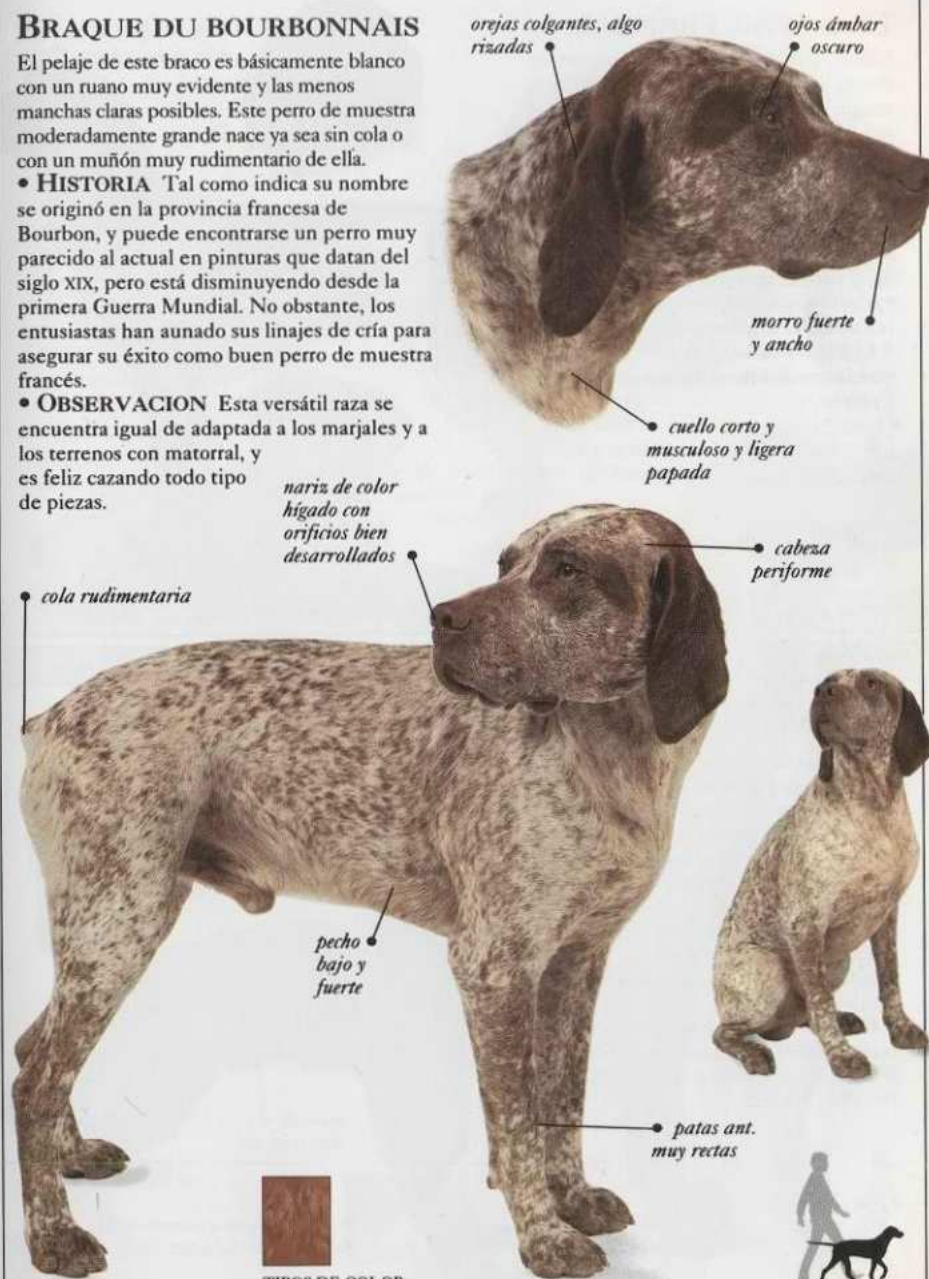 BRAQUE DU BOURBONNAIS
El pelaje de este braco es básicamente blanco
con un ruano muy evidente y las menos
manchas claras posibles. Este perro de muestra
moderadamente grande nace ya sea sin cola o
con un muñón muy rudimentario de ella.
• HISTORIA Tal como indica su nombre
se originó en la provincia francesa de
Bourbon, y puede encontrarse un perro muy
parecido al actual en pinturas que datan del
siglo XIX, pero está disminuyendo desde la
primera Guerra Mundial. No obstante, los
entusiastas han aunado sus linajes de cría para
asegurar su éxito como buen perro de muestra
francés.
• OBSERVACION Esta versátil raza se
encuentra igual de adaptada a los marjales y a
los terrenos con matorral, y
es feliz cazando todo tipo
de piezas.
orejas colgantes, algo
rizadas
ojos ámbar
oscuro
morro fuerte
y ancho
cuello corto y
musculoso y ligera
papada
nariz de color
hígado con
orificios bien
desarrollados
cabeza
periforme
cola rudimentaria
pecho
bajo y
fuerte
patas ant.
muy rectas
TIPOS DE COLOR